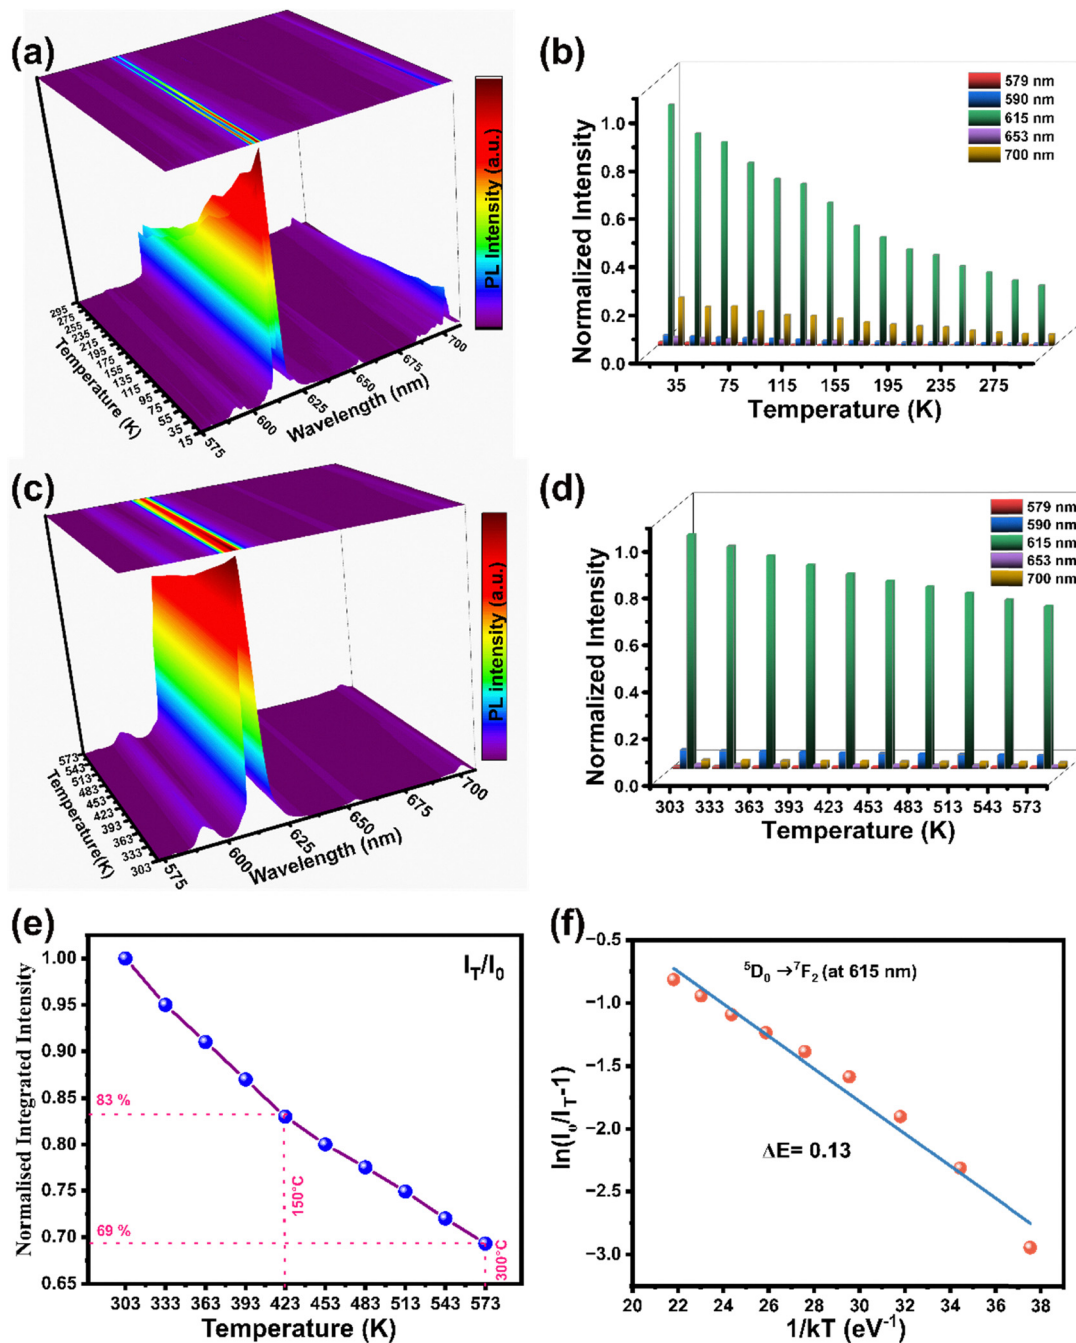 (a)
PL Intensity (a.u.)
295
275
255
235
215
195
175
155
135
115
95
75
55
35
15
Temperature (K)
575
600
625
650
675
700
Wavelength (nm)
(b)
579 nm
590 nm
615 nm
653 nm
700 nm
1.0
0.8
0.6
0.4
0.2
0.0
Normalized Intensity
35 75 115 155 195 235 275
Temperature (K)
(c)
PL intensity (a.u.)
573
543
513
483
453
423
393
363
333
303
Temperature(K)
575
600
625
650
675
700
Wavelength (nm)
(d)
579 nm
590 nm
615 nm
653 nm
700 nm
1.0
0.8
0.6
0.4
0.2
0.0
Normalized Intensity
303 333 363 393 423 453 483 513 543 573
Temperature (K)
(e)
I_T/I_0
1.00
0.95
0.90
0.85
0.80
0.75
0.70
0.65
Normalised Integrated Intensity
83 %
69 %
150°C
300°C
303 333 363 393 423 453 483 513 543 573
Temperature (K)
(f)
⁵D₀ →⁷F₂ (at 615 nm)
ΔE= 0.13
−0.5
−1.0
−1.5
−2.0
−2.5
−3.0
ln(I₀/I_T-1)
20 22 24 26 28 30 32 34 36 38
1/kT (eV⁻¹)